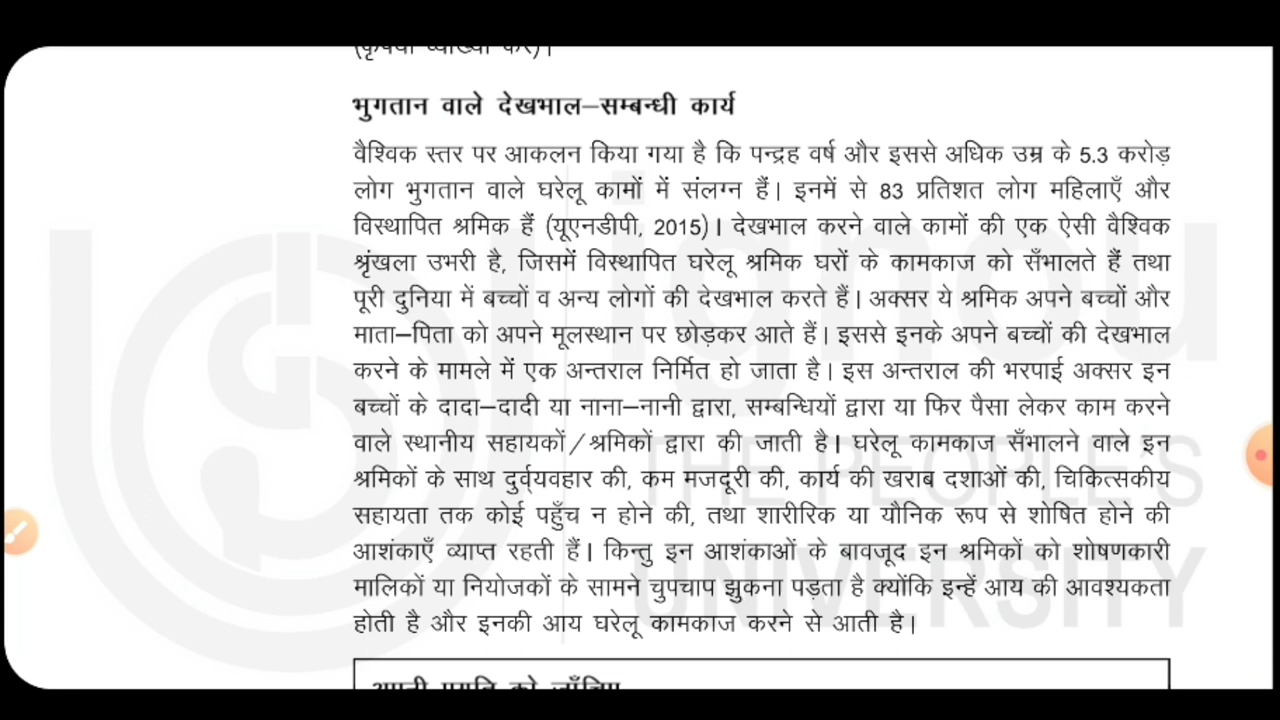 भुगतान वाले देखभाल–सम्बन्धी कार्य
वैश्विक स्तर पर आकलन किया गया है कि पन्द्रह वर्ष और इससे अधिक उम्र के 5.3 करोड़
लोग भुगतान वाले घरेलू कामों में संलग्न हैं। इनमें से 83 प्रतिशत लोग महिलाएँ और
विस्थापित श्रमिक हैं (यूएनडीपी, 2015)। देखभाल करने वाले कामों की एक ऐसी वैश्विक
श्रृंखला उभरी है, जिसमें विस्थापित घरेलू श्रमिक घरों के कामकाज को सँभालते हैं तथा
पूरी दुनिया में बच्चों व अन्य लोगों की देखभाल करते हैं। अक्सर ये श्रमिक अपने बच्चों और
माता–पिता को अपने मूलस्थान पर छोड़कर आते हैं। इससे इनके अपने बच्चों की देखभाल
करने के मामले में एक अन्तराल निर्मित हो जाता है। इस अन्तराल की भरपाई अक्सर इन
बच्चों के दादा–दादी या नाना–नानी द्वारा, सम्बन्धियों द्वारा या फिर पैसा लेकर काम करने
वाले स्थानीय सहायकों/श्रमिकों द्वारा की जाती है। घरेलू कामकाज सँभालने वाले इन
श्रमिकों के साथ दुर्व्यवहार की, कम मजदूरी की, कार्य की खराब दशाओं की, चिकित्सकीय
सहायता तक कोई पहुँच न होने की, तथा शारीरिक या यौनिक रूप से शोषित होने की
आशंकाएँ व्याप्त रहती हैं। किन्तु इन आशंकाओं के बावजूद इन श्रमिकों को शोषणकारी
मालिकों या नियोजकों के सामने चुपचाप झुकना पड़ता है क्योंकि इन्हें आय की आवश्यकता
होती है और इनकी आय घरेलू कामकाज करने से आती है।
ignou
THE PEOPLE'S
UNIVERSITY